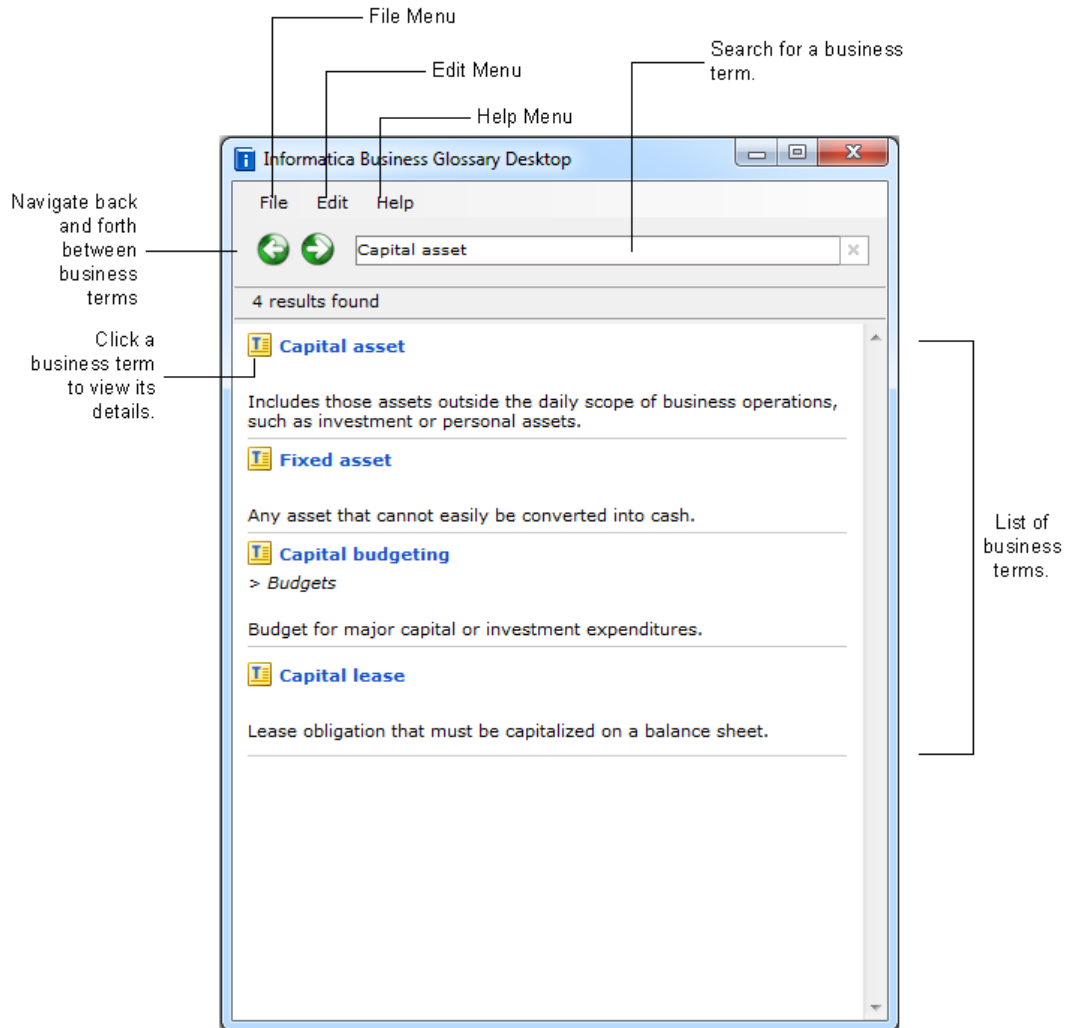 File Menu
Search for a business
term.
Edit Menu
Help Menu
Informatica Business Glossary Desktop
File Edit Help
Navigate back
and forth
between
business
terms
Capital asset
4 results found
Click a
business term
to view its
details.
Capital asset
Includes those assets outside the daily scope of business operations,
such as investment or personal assets.
Fixed asset
Any asset that cannot easily be converted into cash.
List of
business
terms.
Capital budgeting
> Budgets
Budget for major capital or investment expenditures.
Capital lease
Lease obligation that must be capitalized on a balance sheet.